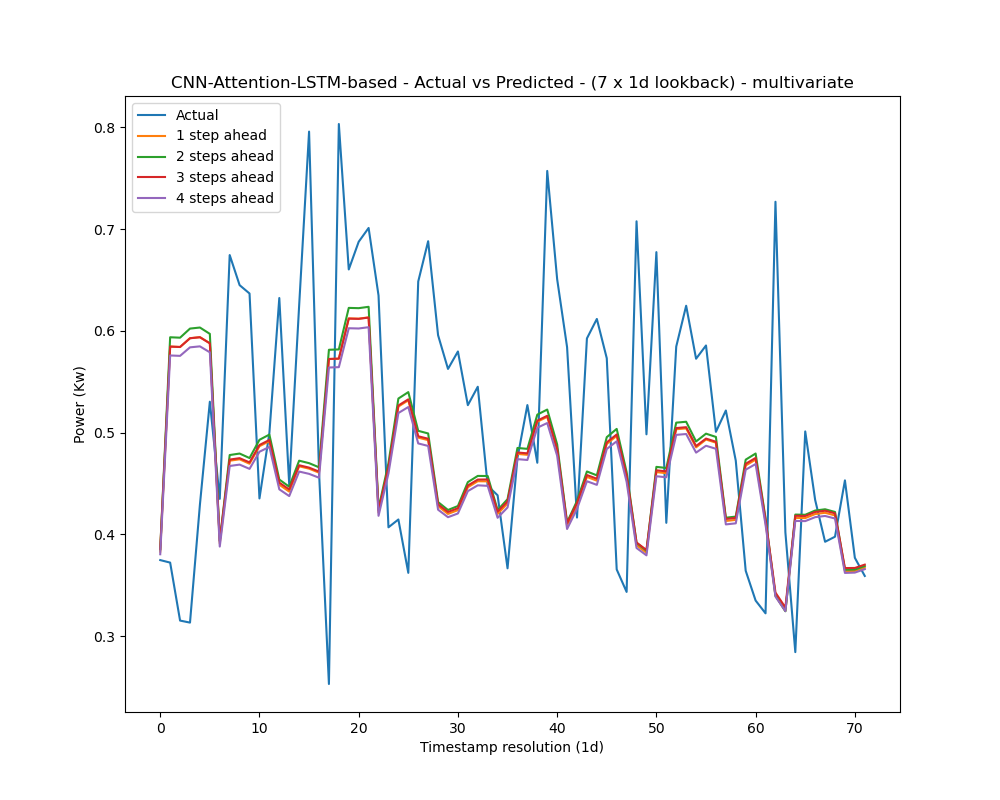 CNN-Attention-LSTM-based - Actual vs Predicted - (7 x 1d lookback) - multivariate
Actual
1 step ahead
2 steps ahead
3 steps ahead
4 steps ahead
0.8
0.7
0.6
0.5
0.4
0.3
Power (Kw)
0 10 20 30 40 50 60 70
Timestamp resolution (1d)